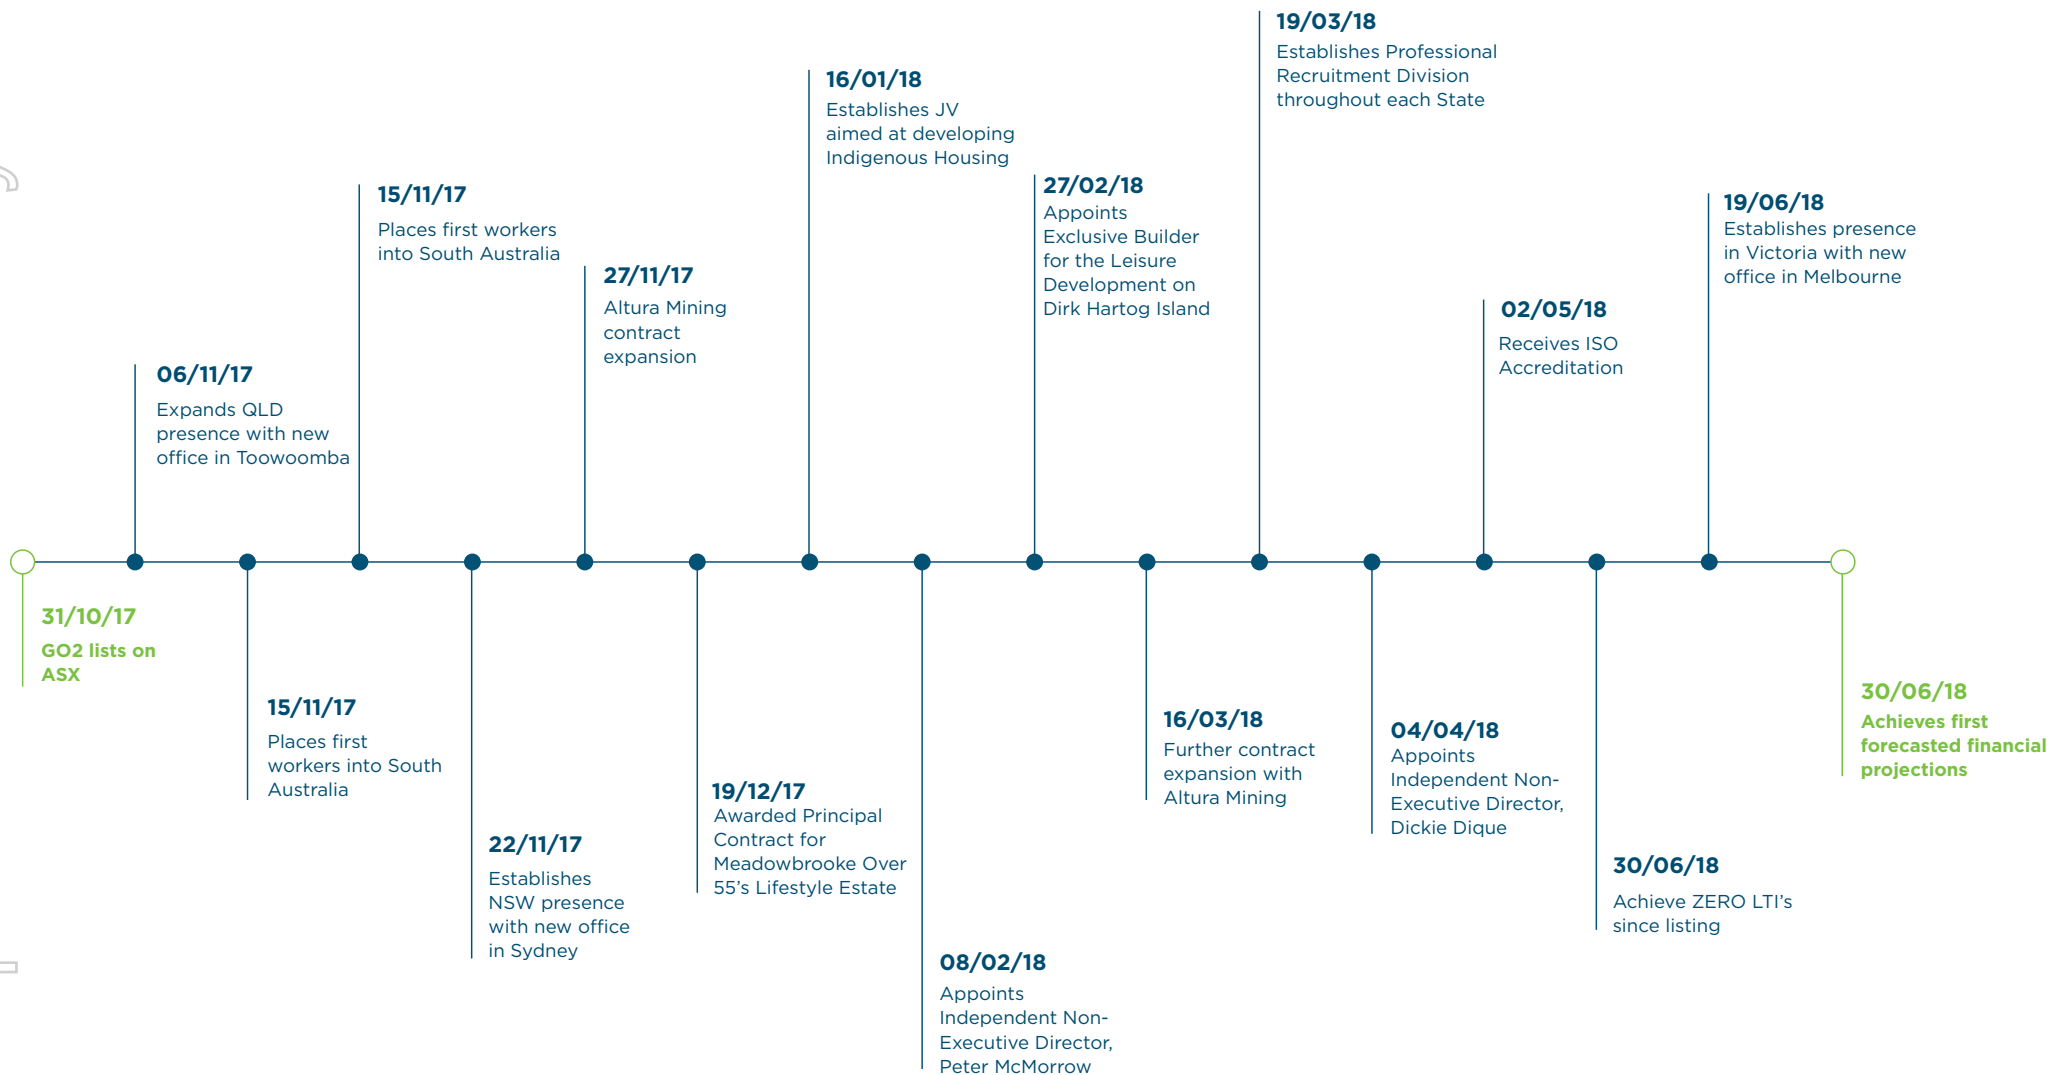 31/10/17
GO2 lists on
ASX
06/11/17
Expands QLD
presence with new
office in Toowoomba
15/11/17
Places first
workers into South
Australia
15/11/17
Places first workers
into South Australia
22/11/17
Establishes
NSW presence
with new office
in Sydney
27/11/17
Altura Mining
contract
expansion
19/12/17
Awarded Principal
Contract for
Meadowbrooke Over
55’s Lifestyle Estate
16/01/18
Establishes JV
aimed at developing
Indigenous Housing
08/02/18
Appoints
Independent Non-
Executive Director,
Peter McMorrow
27/02/18
Appoints
Exclusive Builder
for the Leisure
Development on
Dirk Hartog Island
16/03/18
Further contract
expansion with
Altura Mining
19/03/18
Establishes Professional
Recruitment Division
throughout each State
04/04/18
Appoints
Independent Non-
Executive Director,
Dickie Dique
02/05/18
Receives ISO
Accreditation
30/06/18
Achieve ZERO LTI’s
since listing
19/06/18
Establishes presence
in Victoria with new
office in Melbourne
30/06/18
Achieves first
forecasted financial
projections